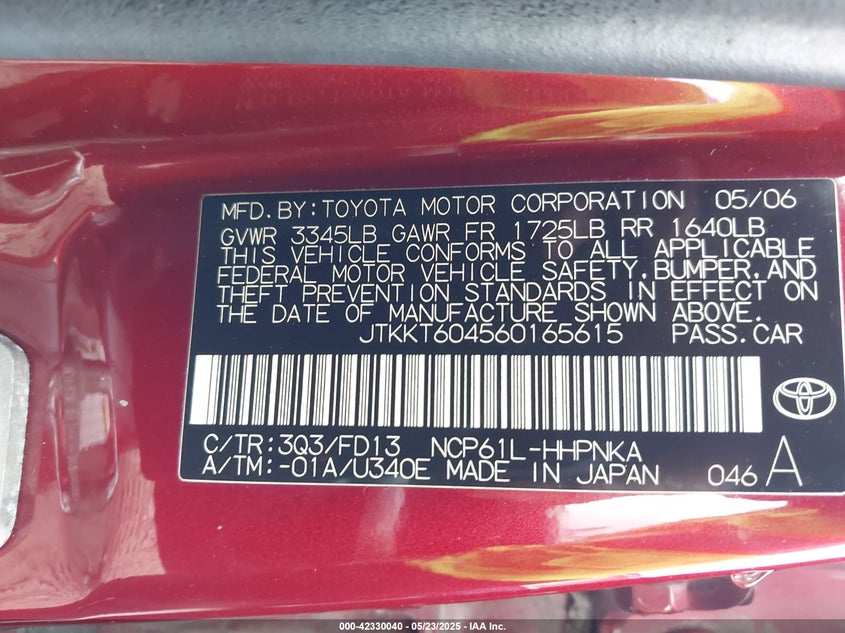 MFD.BY:TOYOTA MOTOR CORPORATION 05/06
GVWR 3345LB GAWR FR 1725LB RR 1640LB
THIS VEHICLE CONFORMS TO ALL APPLICABLE
FEDERAL MOTOR VEHICLE SAFETY,BUMPER,AND
THEFT PREVENTION STANDARDS IN EFFECT ON
THE DATE OF MANUFACTURE SHOWN ABOVE.
JTKKT604560165615 PASS.CAR
C/TR:3Q3/FD13 NCP61L-HHPNKA
A/TM:-01A/U340E MADE IN JAPAN 046 A
000-42330040 - 05/23/2025 - IAA Inc.